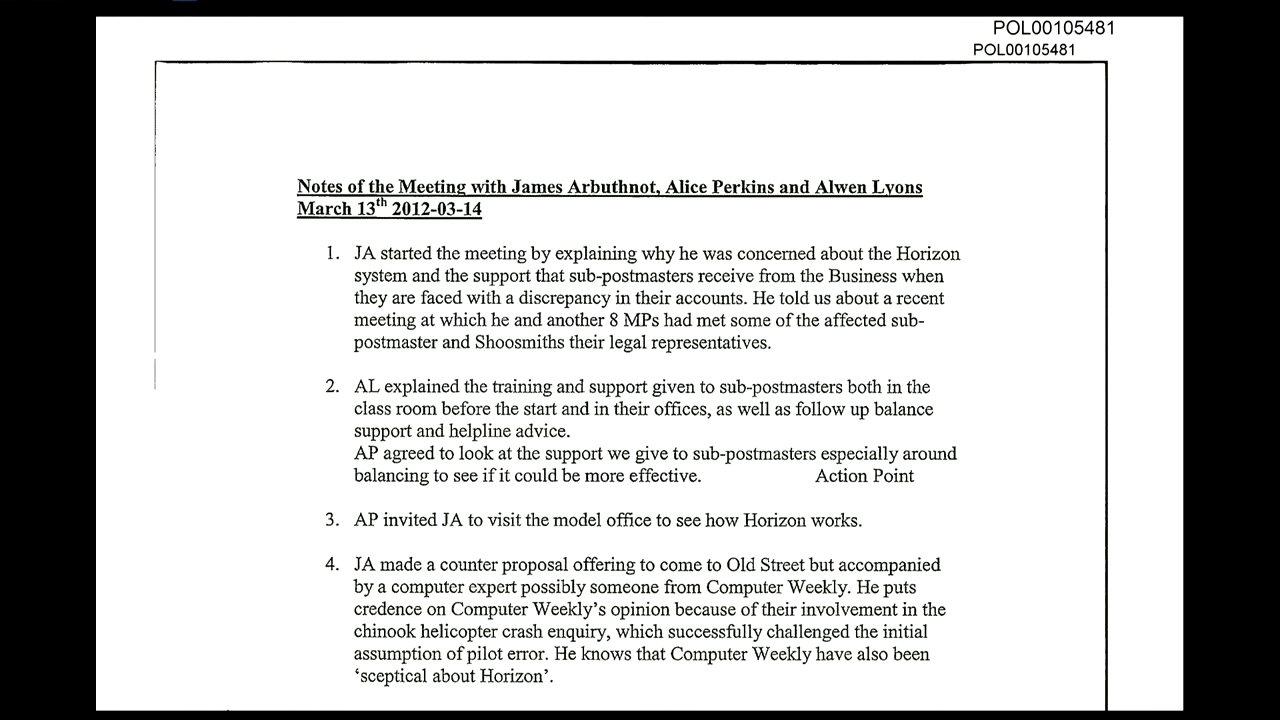 POL00105481
POL00105481
Notes of the Meeting with James Arbuthnot, Alice Perkins and Alwen Lyons
March 13th 2012-03-14
1. JA started the meeting by explaining why he was concerned about the Horizon
system and the support that sub-postmasters receive from the Business when
they are faced with a discrepancy in their accounts. He told us about a recent
meeting at which he and another 8 MPs had met some of the affected sub-
postmaster and Shoosmiths their legal representatives.
2. AL explained the training and support given to sub-postmasters both in the
class room before the start and in their offices, as well as follow up balance
support and helpline advice.
AP agreed to look at the support we give to sub-postmasters especially around
balancing to see if it could be more effective. Action Point
3. AP invited JA to visit the model office to see how Horizon works.
4. JA made a counter proposal offering to come to Old Street but accompanied
by a computer expert possibly someone from Computer Weekly. He puts
credence on Computer Weekly's opinion because of their involvement in the
chinook helicopter crash enquiry, which successfully challenged the initial
assumption of pilot error. He knows that Computer Weekly have also been
‘sceptical about Horizon’.